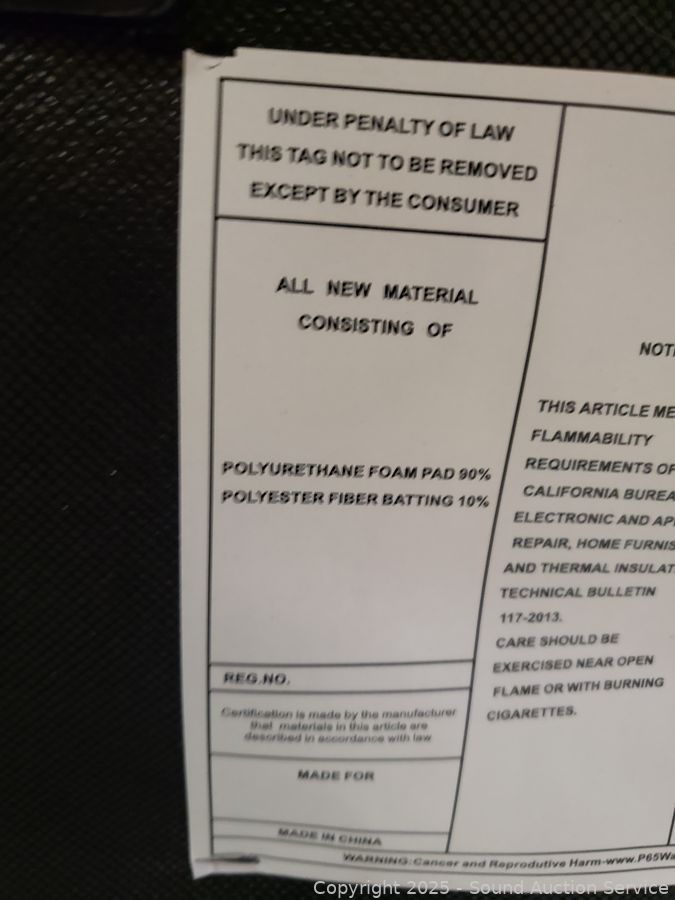 UNDER PENALTY OF LAW
THIS TAG NOT TO BE REMOVED
EXCEPT BY THE CONSUMER
ALL NEW MATERIAL
CONSISTING OF
POLYURETHANE FOAM PAD 90%
POLYESTER FIBER BATTING 10%
REG.NO.
Certification is made by the manufacturer
that materials in this article are
described in accordance with law
MADE FOR
MADE IN CHINA
THIS ARTICLE
FLAMMABILITY
REQUIREMENTS
CALIFORNIA
ELECTRONIC AND
REPAIR, HOME
AND THERMAL
TECHNICAL BULLETIN
117-2013.
CARE SHOULD BE
EXERCISED NEAR OPEN
FLAME OR WITH BURNING
CIGARETTES.
WARNING:Cancer and Reprodutive Harm-www.P65Wa
Copyright 2025 - Sound Auction Service